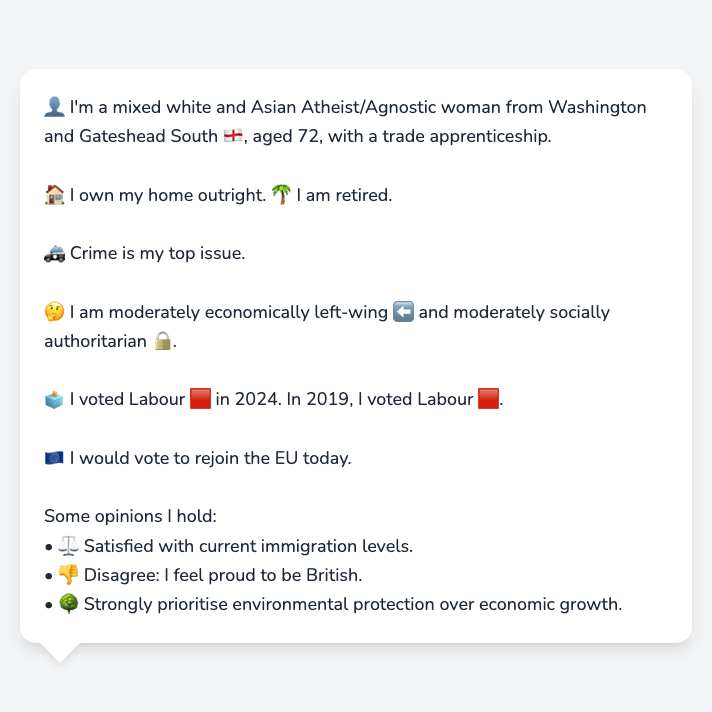 👤 I'm a mixed white and Asian Atheist/Agnostic woman from Washington
and Gateshead South 🏴󠁧󠁢󠁥󠁮󠁧󠁿, aged 72, with a trade apprenticeship.
🏠 I own my home outright. 🌴 I am retired.
🚓 Crime is my top issue.
🤔 I am moderately economically left-wing ⬅️ and moderately socially
authoritarian 🔒.
🗳️ I voted Labour 🟥 in 2024. In 2019, I voted Labour 🟥.
🇪🇺 I would vote to rejoin the EU today.
Some opinions I hold:
• ⚖️ Satisfied with current immigration levels.
• 👎 Disagree: I feel proud to be British.
• 🌳 Strongly prioritise environmental protection over economic growth.